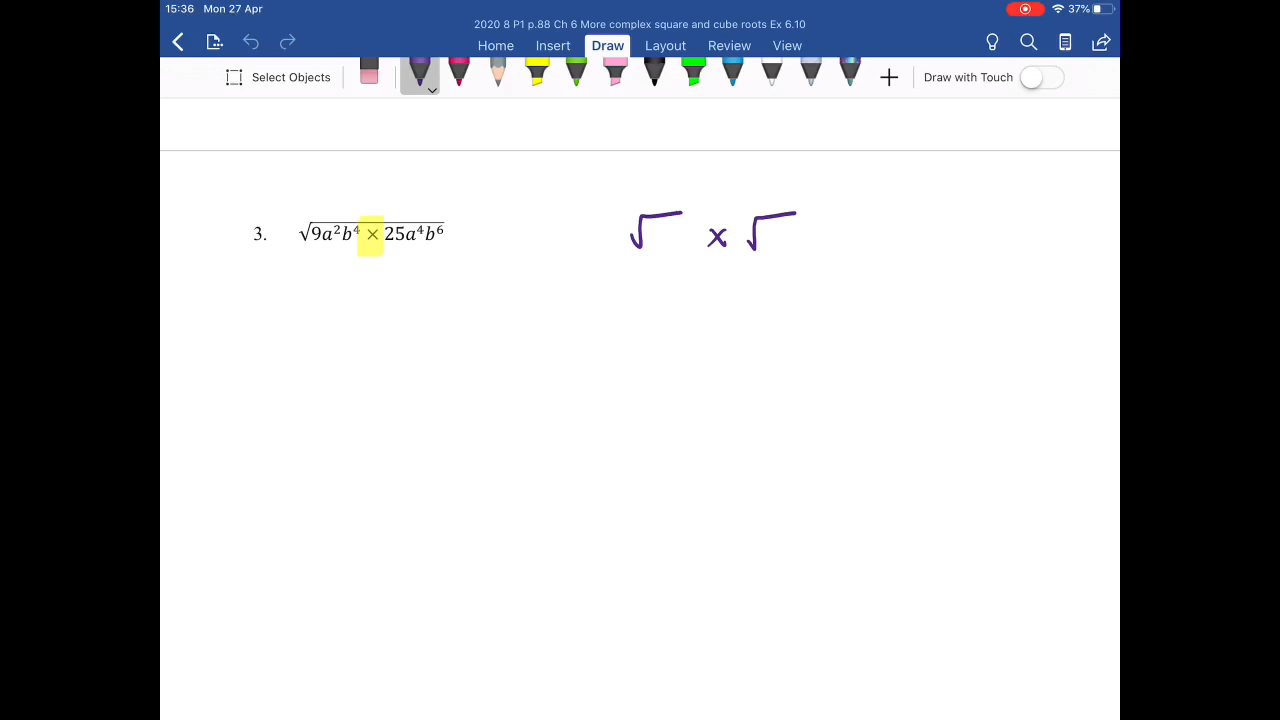 15:36 Mon 27 Apr 37%
2020 8 P1 p.88 Ch 6 More complex square and cube roots Ex 6.10
Home Insert Draw Layout Review View
Select Objects Draw with Touch
3. √9a²b⁴ × 25a⁴b⁶ √ x √